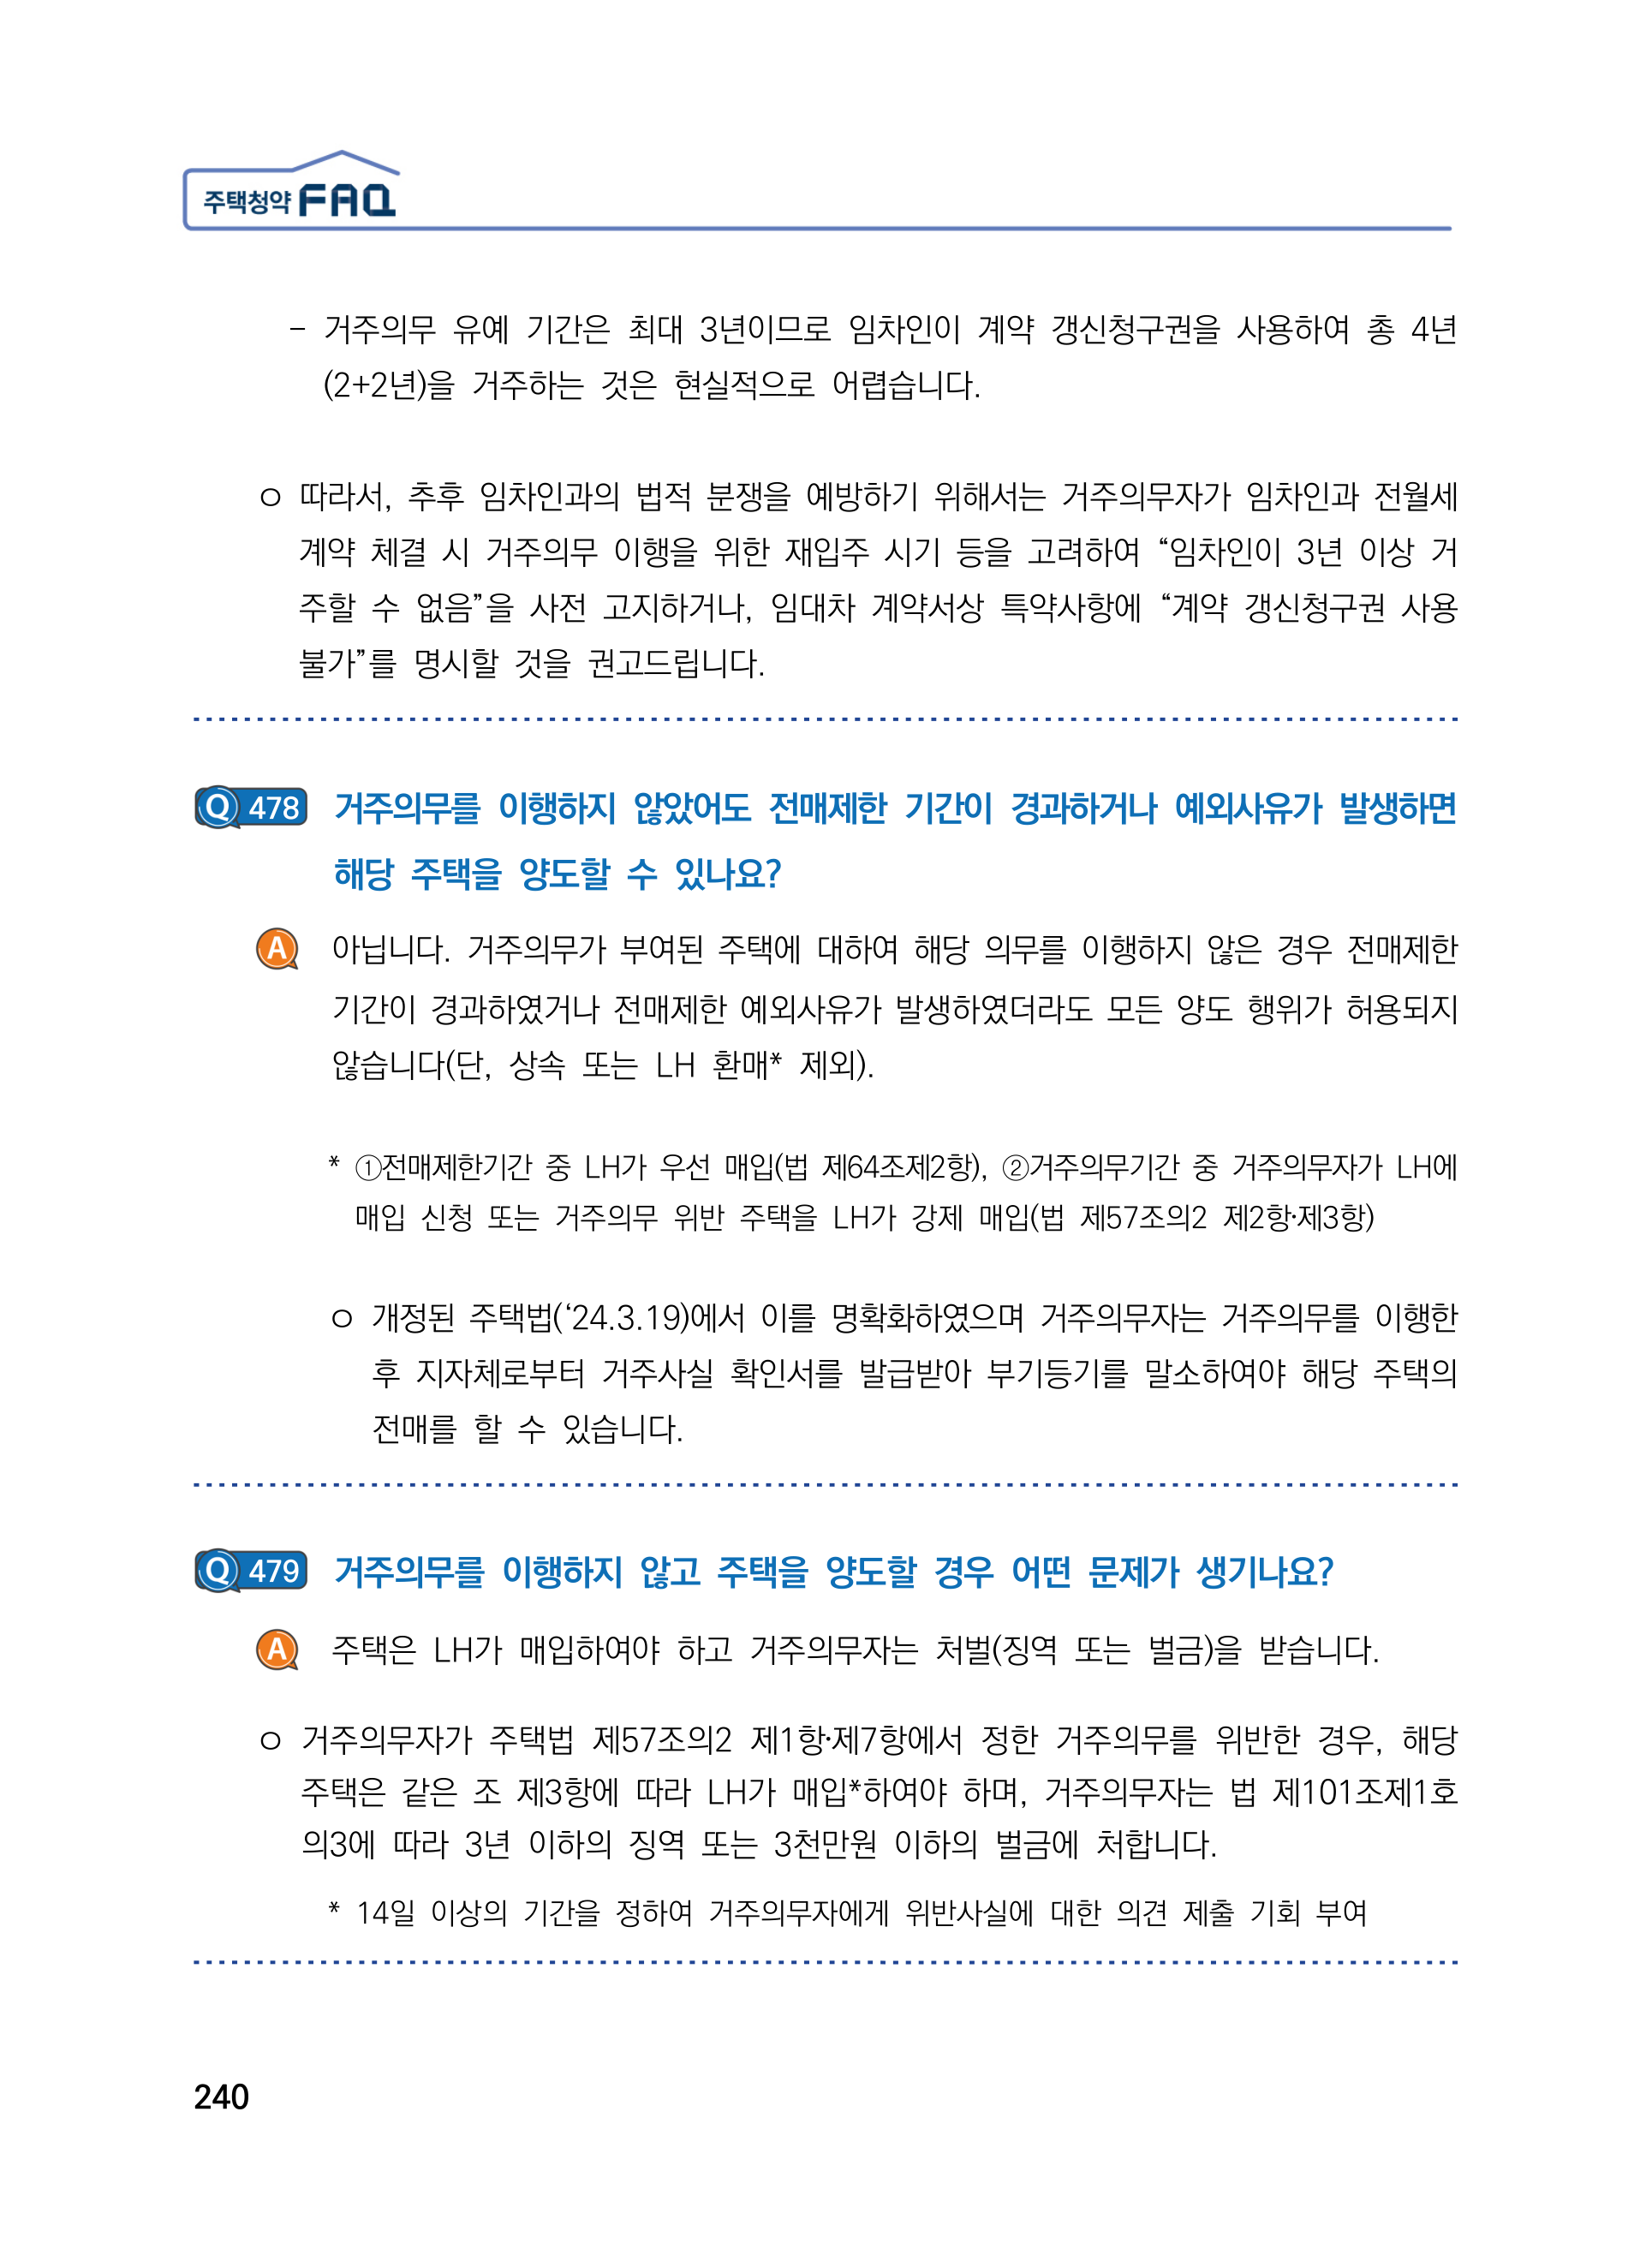 주택청약 FAQ
- 거주의무 유예 기간은 최대 3년이므로 임차인이 계약 갱신청구권을 사용하여 총 4년
(2+2년)을 거주하는 것은 현실적으로 어렵습니다.
ㅇ 따라서, 추후 임차인과의 법적 분쟁을 예방하기 위해서는 거주의무자가 임차인과 전월세
계약 체결 시 거주의무 이행을 위한 재입주 시기 등을 고려하여 “임차인이 3년 이상 거
주할 수 없음”을 사전 고지하거나, 임대차 계약서상 특약사항에 “계약 갱신청구권 사용
불가”를 명시할 것을 권고드립니다.
Q 478 거주의무를 이행하지 않았어도 전매제한 기간이 경과하거나 예외사유가 발생하면
해당 주택을 양도할 수 있나요?
A 아닙니다. 거주의무가 부여된 주택에 대하여 해당 의무를 이행하지 않은 경우 전매제한
기간이 경과하였거나 전매제한 예외사유가 발생하였더라도 모든 양도 행위가 허용되지
않습니다(단, 상속 또는 LH 환매* 제외).
* ①전매제한기간 중 LH가 우선 매입(법 제64조제2항), ②거주의무기간 중 거주의무자가 LH에
매입 신청 또는 거주의무 위반 주택을 LH가 강제 매입(법 제57조의2 제2항·제3항)
ㅇ 개정된 주택법(‘24.3.19)에서 이를 명확화하였으며 거주의무자는 거주의무를 이행한
후 지자체로부터 거주사실 확인서를 발급받아 부기등기를 말소하여야 해당 주택의
전매를 할 수 있습니다.
Q 479 거주의무를 이행하지 않고 주택을 양도할 경우 어떤 문제가 생기나요?
A 주택은 LH가 매입하여야 하고 거주의무자는 처벌(징역 또는 벌금)을 받습니다.
ㅇ 거주의무자가 주택법 제57조의2 제1항·제7항에서 정한 거주의무를 위반한 경우, 해당
주택은 같은 조 제3항에 따라 LH가 매입*하여야 하며, 거주의무자는 법 제101조제1호
의3에 따라 3년 이하의 징역 또는 3천만원 이하의 벌금에 처합니다.
* 14일 이상의 기간을 정하여 거주의무자에게 위반사실에 대한 의견 제출 기회 부여
240